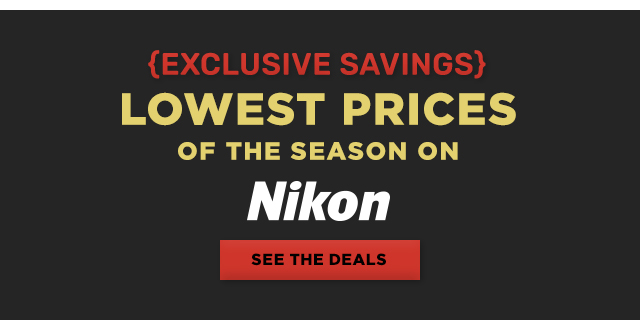 {EXCLUSIVE SAVINGS}
LOWEST PRICES
OF THE SEASON ON
Nikon
SEE THE DEALS